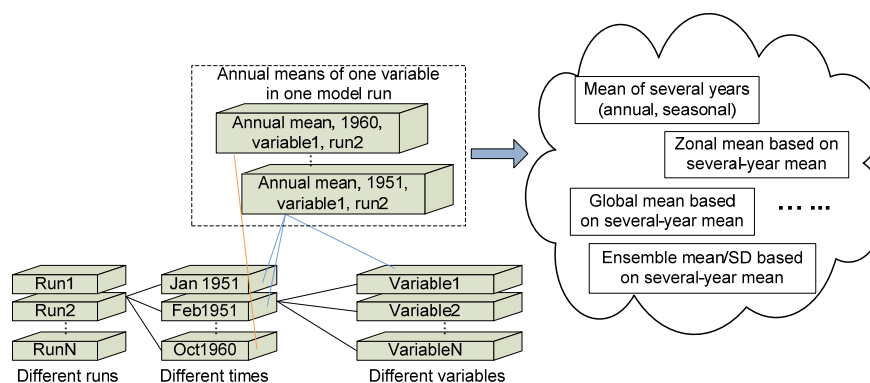 Annual means of one variable
in one model run
Annual mean, 1960,
variable1, run2
Annual mean, 1951,
variable1, run2
Mean of several years
(annual, seasonal)
Zonal mean based on
several-year mean
Global mean based
on several-year mean
... ...
Ensemble mean/SD based
on several-year mean
Run1
Run2
RunN
Different runs
Jan 1951
Feb1951
Oct1960
Different times
Variable1
Variable2
VariableN
Different variables